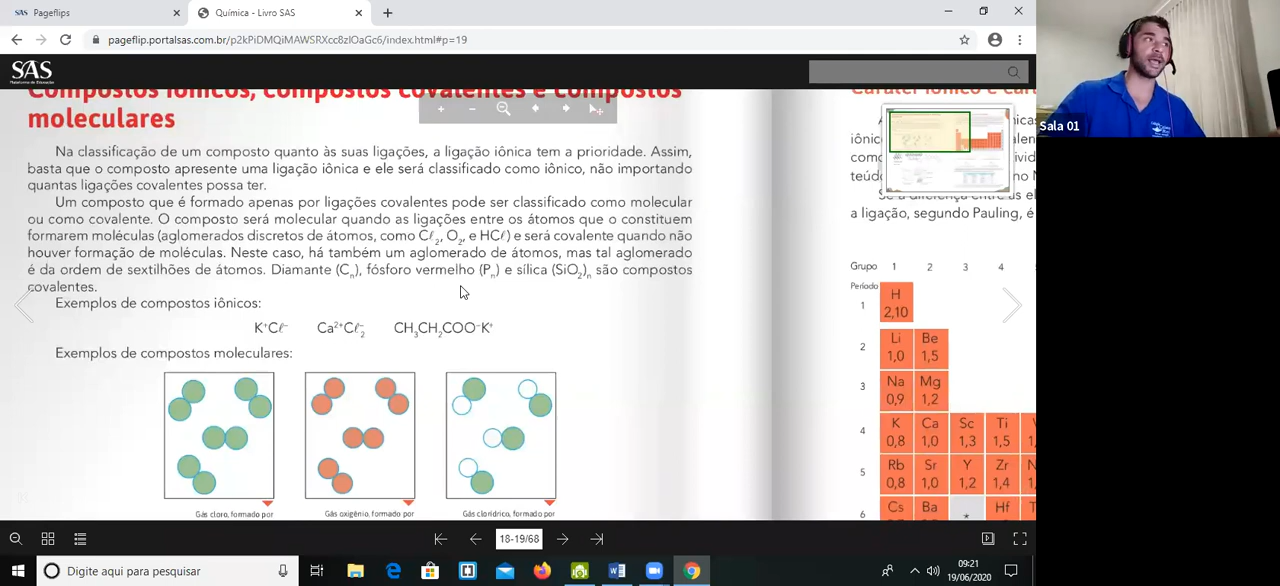 Pageflips
Química - Livro SAS
pageflip.portalsas.com.br/p2kPiDMQiMAWSRXcc8zlOaGc6/index.html#p=19
SAS
Plataforma de Educação
Compostos iônicos, compostos covalentes e compostos
moleculares
Na classificação de um composto quanto às suas ligações, a ligação iônica tem a prioridade. Assim,
basta que o composto apresente uma ligação iônica e ele será classificado como iônico, não importando
quantas ligações covalentes possa ter.
Um composto que é formado apenas por ligações covalentes pode ser classificado como molecular
ou como covalente. O composto será molecular quando as ligações entre os átomos que o constituem
formarem moléculas (aglomerados discretos de átomos, como Cℓ₂, O₂, e HCℓ) e será covalente quando não
houver formação de moléculas. Neste caso, há também um aglomerado de átomos, mas tal aglomerado
é da ordem de sextilhões de átomos. Diamante (Cₙ), fósforo vermelho (Pₙ) e sílica (SiO₂)ₙ são compostos
covalentes.
Exemplos de compostos iônicos:
K⁺Cℓ⁻ Ca²⁺Cℓ₂⁻ CH₃CH₂COO⁻K⁺
Exemplos de compostos moleculares:
Gás cloro, formado por
Gás oxigênio, formado por
Gás clorídrico, formado por
a ligação, segundo Pauling, é
Grupo 1 2 3 4
Período
1 H
2,10
2 Li Be
1,0 1,5
3 Na Mg
0,9 1,2
4 K Ca Sc Ti
0,8 1,0 1,3 1,5
5 Rb Sr Y Zr
0,8 1,0 1,2 1,4
6 Cs Ba * Hf
18-19/68
Digite aqui para pesquisar
09:21
19/06/2020
Sala 01